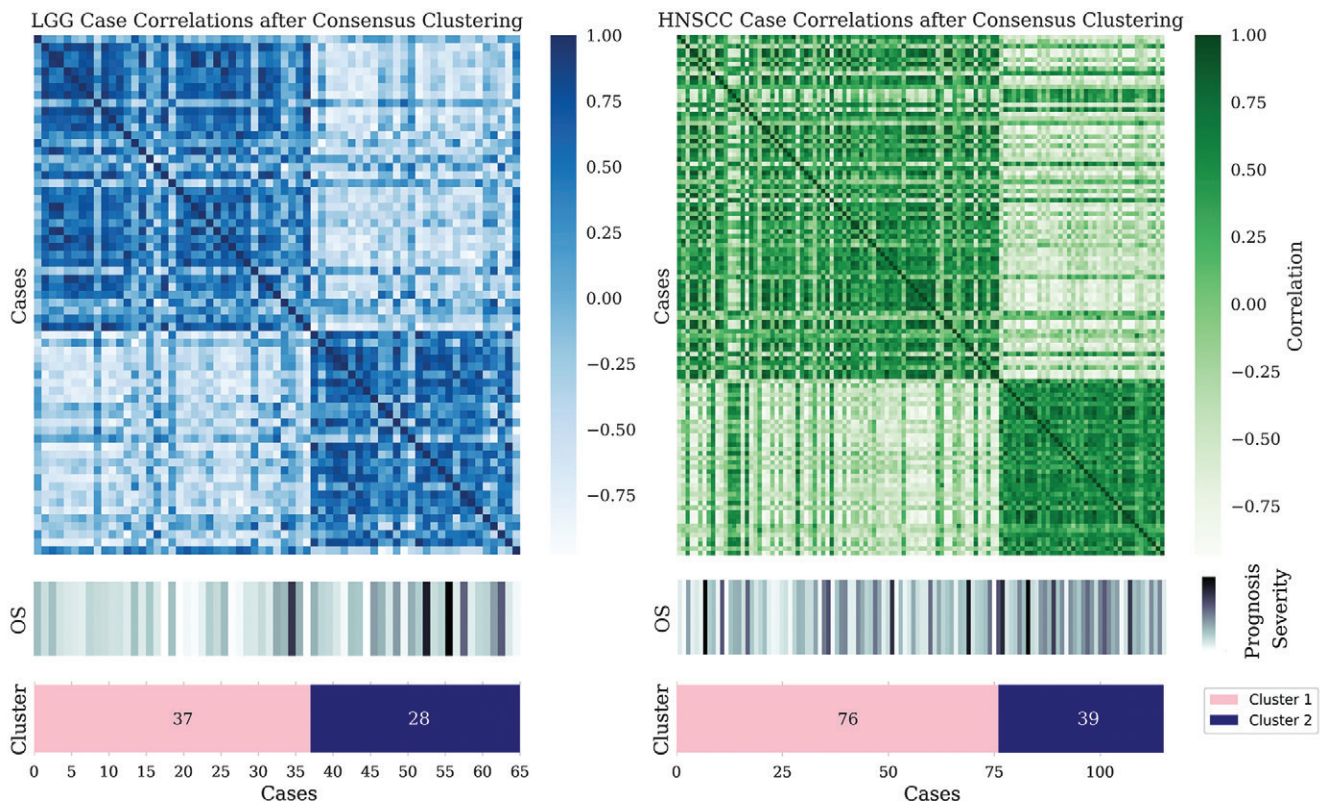 LGG Case Correlations after Consensus Clustering
Cases
1.00
0.75
0.50
0.25
0.00
−0.25
−0.50
−0.75
OS
Cluster
37
28
0 5 10 15 20 25 30 35 40 45 50 55 60 65
Cases
HNSCC Case Correlations after Consensus Clustering
1.00
0.75
0.50
0.25
0.00
−0.25
−0.50
−0.75
Correlation
OS
Prognosis
Severity
Cluster
76
39
0 25 50 75 100
Cases
Cluster 1
Cluster 2